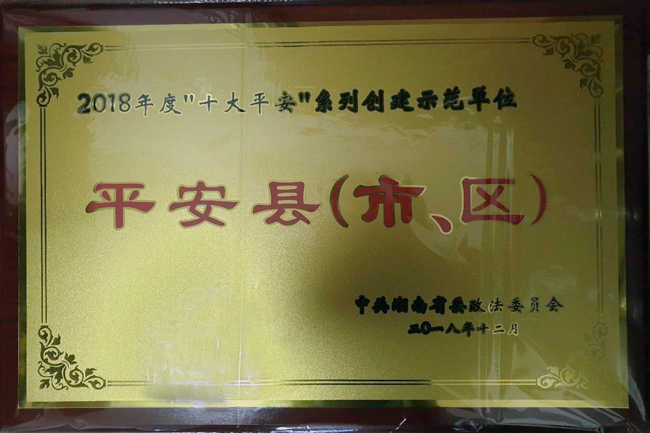 2018年度"十大平安"系列创建示范单位
平安县(市、区)
中共湖南省委政法委员会
二〇一八年十二月